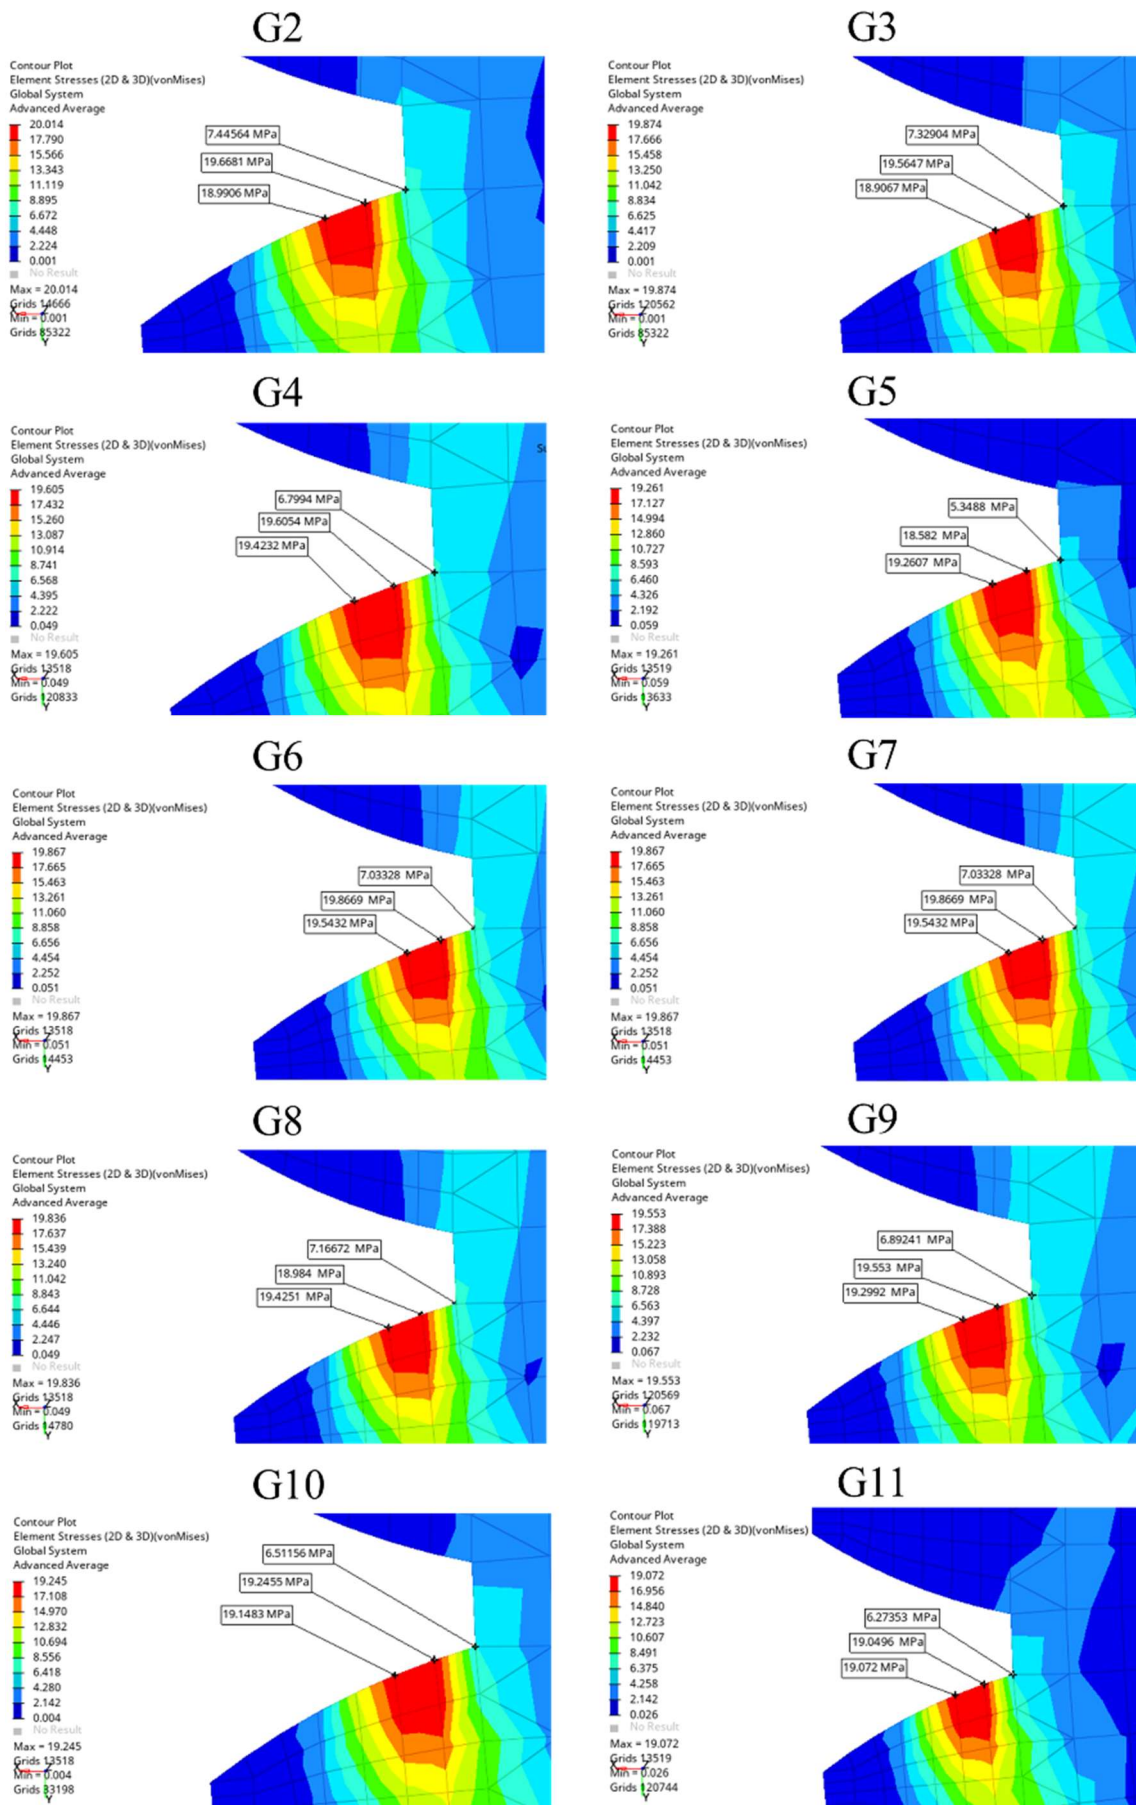 G2
Contour Plot
Element Stresses (2D & 3D)(vonMises)
Global System
Advanced Average
20.014
17.790
15.566
13.343
11.119
8.895
6.672
4.448
2.224
0.001
No Result
Max = 20.014
Grids 14666
Min = 0.001
Grids 85322
X Z
Y
7.44564 MPa
19.6681 MPa
18.9906 MPa
G3
Contour Plot
Element Stresses (2D & 3D)(vonMises)
Global System
Advanced Average
19.874
17.666
15.458
13.250
11.042
8.834
6.625
4.417
2.209
0.001
No Result
Max = 19.874
Grids 120562
Min = 0.001
Grids 85322
X Z
Y
7.32904 MPa
19.5647 MPa
18.9067 MPa
G4
Contour Plot
Element Stresses (2D & 3D)(vonMises)
Global System
Advanced Average
19.605
17.432
15.260
13.087
10.914
8.741
6.568
4.395
2.222
0.049
No Result
Max = 19.605
Grids 13518
Min = 0.049
Grids 120833
X Z
Y
6.7994 MPa
19.6054 MPa
19.4232 MPa
G5
Contour Plot
Element Stresses (2D & 3D)(vonMises)
Global System
Advanced Average
19.261
17.127
14.994
12.860
10.727
8.593
6.460
4.326
2.192
0.059
No Result
Max = 19.261
Grids 13519
Min = 0.059
Grids 13633
X Z
Y
5.3488 MPa
18.582 MPa
19.2607 MPa
G6
Contour Plot
Element Stresses (2D & 3D)(vonMises)
Global System
Advanced Average
19.867
17.665
15.463
13.261
11.060
8.858
6.656
4.454
2.252
0.051
No Result
Max = 19.867
Grids 13518
Min = 0.051
Grids 14453
X Z
Y
7.03328 MPa
19.8669 MPa
19.5432 MPa
G7
Contour Plot
Element Stresses (2D & 3D)(vonMises)
Global System
Advanced Average
19.867
17.665
15.463
13.261
11.060
8.858
6.656
4.454
2.252
0.051
No Result
Max = 19.867
Grids 13518
Min = 0.051
Grids 14453
X Z
Y
7.03328 MPa
19.8669 MPa
19.5432 MPa
G8
Contour Plot
Element Stresses (2D & 3D)(vonMises)
Global System
Advanced Average
19.836
17.637
15.439
13.240
11.042
8.843
6.644
4.446
2.247
0.049
No Result
Max = 19.836
Grids 13518
Min = 0.049
Grids 14780
X Z
Y
7.16672 MPa
18.984 MPa
19.4251 MPa
G9
Contour Plot
Element Stresses (2D & 3D)(vonMises)
Global System
Advanced Average
19.553
17.388
15.223
13.058
10.893
8.728
6.563
4.397
2.232
0.067
No Result
Max = 19.553
Grids 120569
Min = 0.067
Grids 119713
X Z
Y
6.89241 MPa
19.553 MPa
19.2992 MPa
G10
Contour Plot
Element Stresses (2D & 3D)(vonMises)
Global System
Advanced Average
19.245
17.108
14.970
12.832
10.694
8.556
6.418
4.280
2.142
0.004
No Result
Max = 19.245
Grids 13518
Min = 0.004
Grids 33198
X Z
Y
6.51156 MPa
19.2455 MPa
19.1483 MPa
G11
Contour Plot
Element Stresses (2D & 3D)(vonMises)
Global System
Advanced Average
19.072
16.956
14.840
12.723
10.607
8.491
6.375
4.258
2.142
0.026
No Result
Max = 19.072
Grids 13519
Min = 0.026
Grids 120744
X Z
Y
6.27353 MPa
19.0496 MPa
19.072 MPa